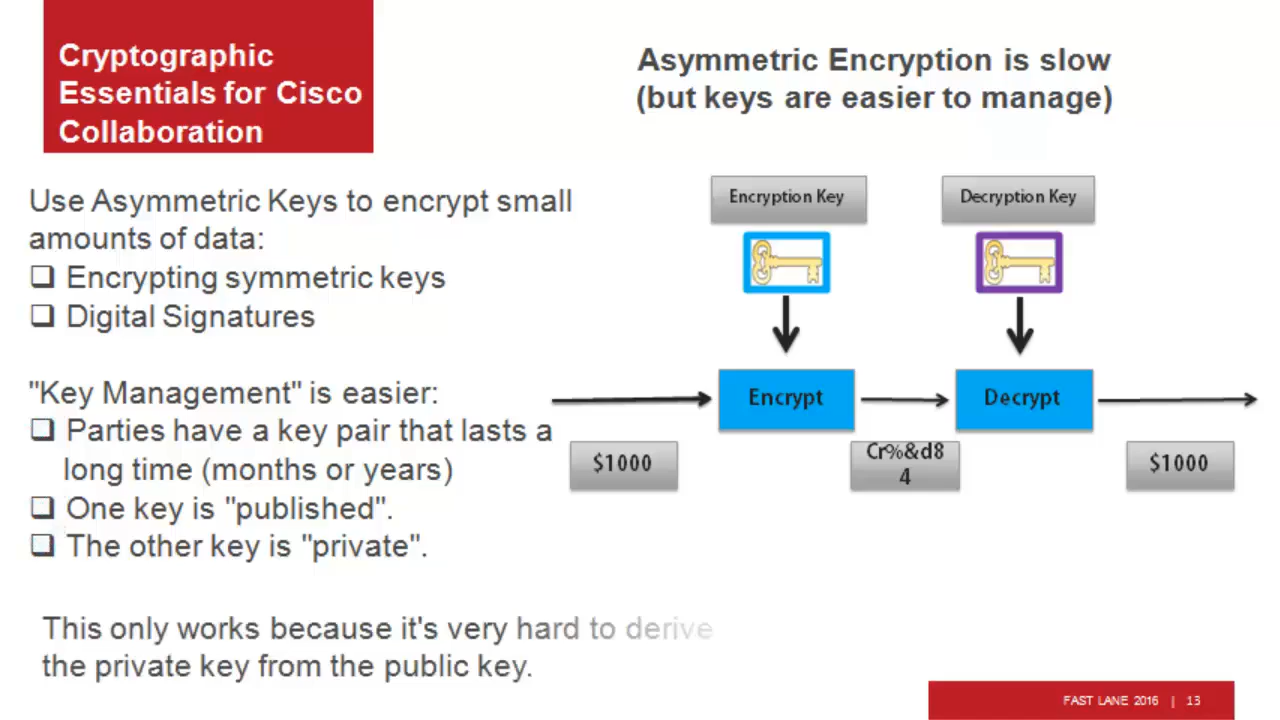 Cryptographic
Essentials for Cisco
Collaboration
Asymmetric Encryption is slow
(but keys are easier to manage)
Use Asymmetric Keys to encrypt small
amounts of data:
❑ Encrypting symmetric keys
❑ Digital Signatures
"Key Management" is easier:
❑ Parties have a key pair that lasts a
long time (months or years)
❑ One key is "published".
❑ The other key is "private".
This only works because it's very hard to derive
the private key from the public key.
Encryption Key
Decryption Key
Encrypt
Decrypt
$1000
Cr%&d8
4
$1000
FAST LANE 2016 | 13